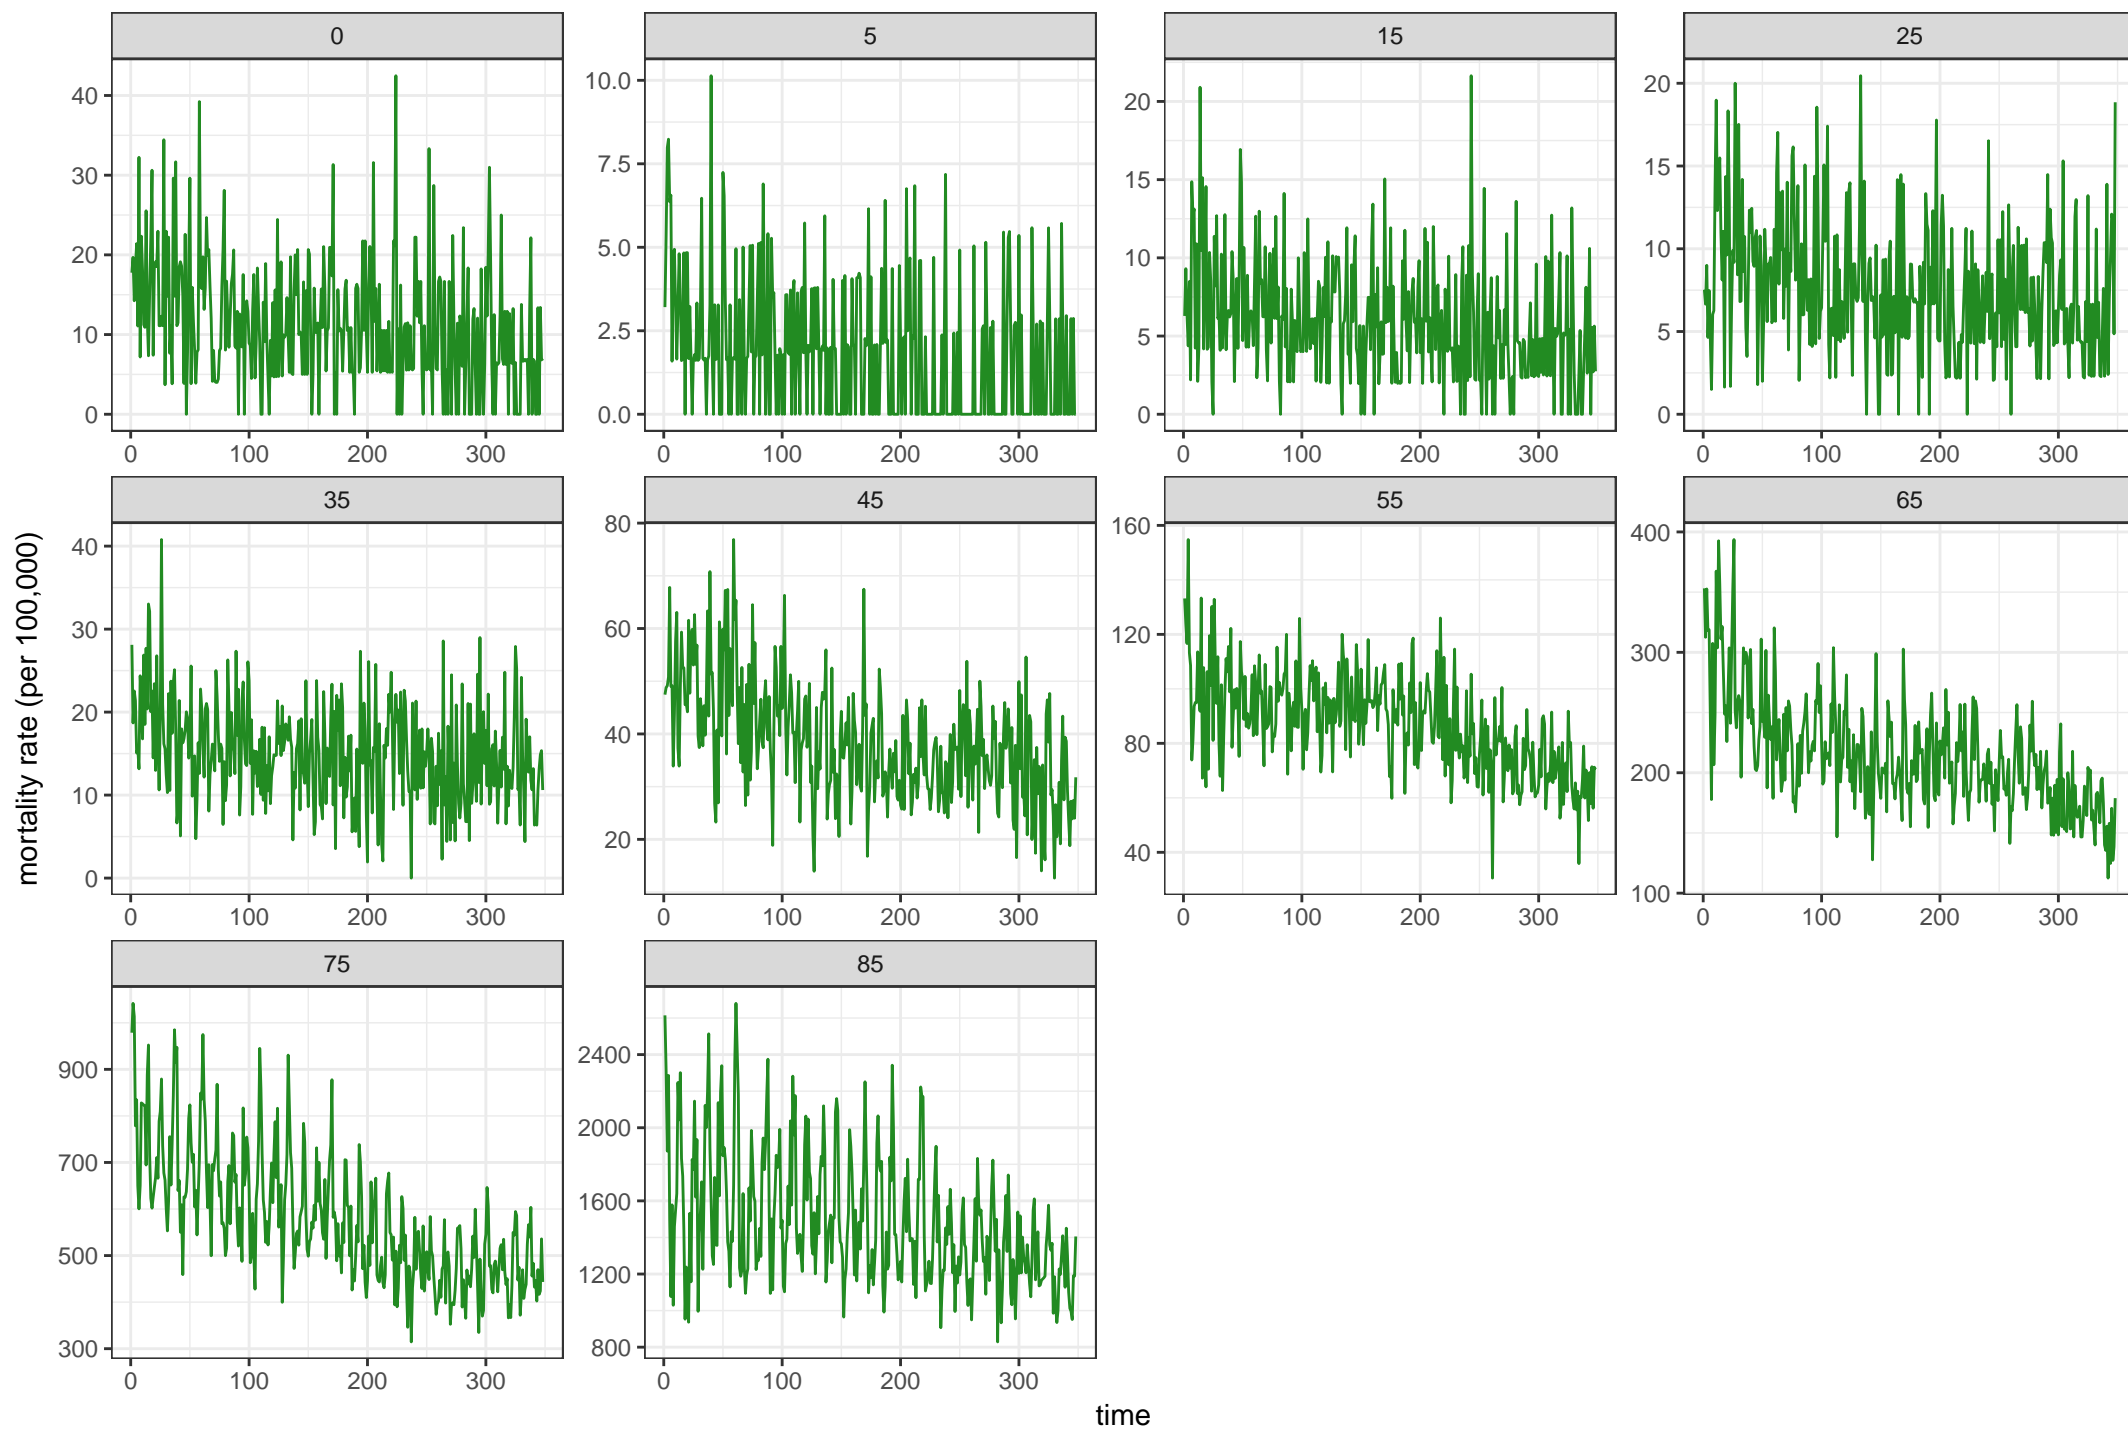 0 5 15 25
40 10.0 20 20
30 7.5 15 15
20 5.0 10 10
10 2.5 5 5
0 0.0 0 0
0 100 200 300 0 100 200 300 0 100 200 300 0 100 200 300
35 45 55 65
40 80 160 400
30 60 120 300
20 40 80 200
10 20 40 100
0
0 100 200 300 0 100 200 300 0 100 200 300 0 100 200 300
mortality rate (per 100,000)
75 85
900 2400
700 2000
500 1600
300 1200
800
0 100 200 300 0 100 200 300
time